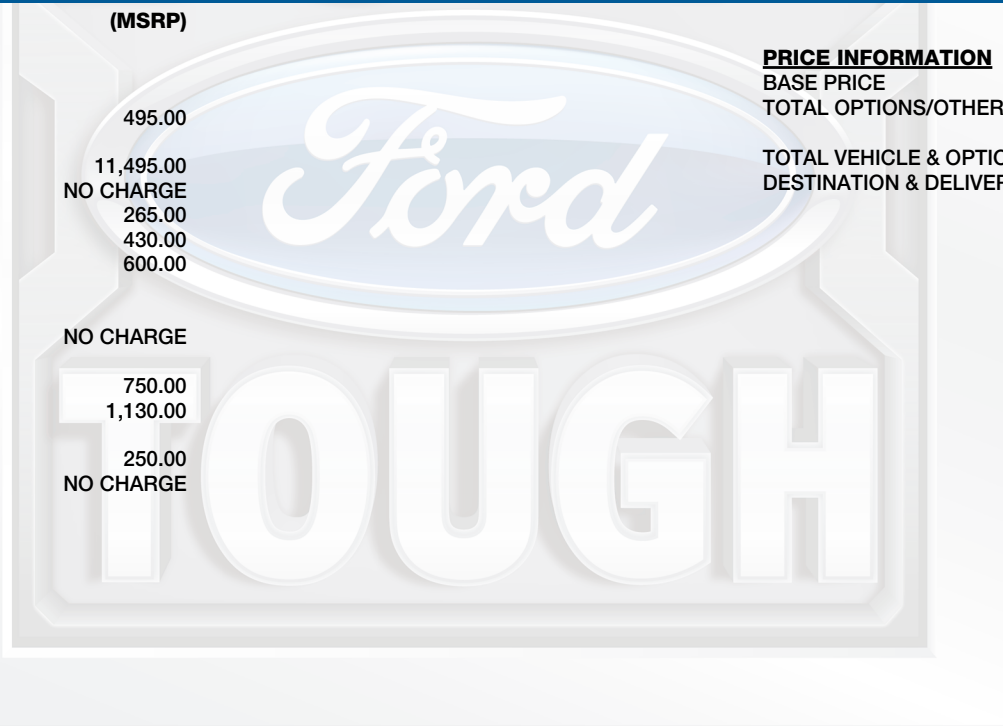 (MSRP)
495.00
11,495.00
NO CHARGE
265.00
430.00
600.00
NO CHARGE
750.00
1,130.00
250.00
NO CHARGE
PRICE INFORMATION
BASE PRICE
TOTAL OPTIONS/OTHER
TOTAL VEHICLE & OPTIO
DESTINATION & DELIVER
Ford
TOUGH